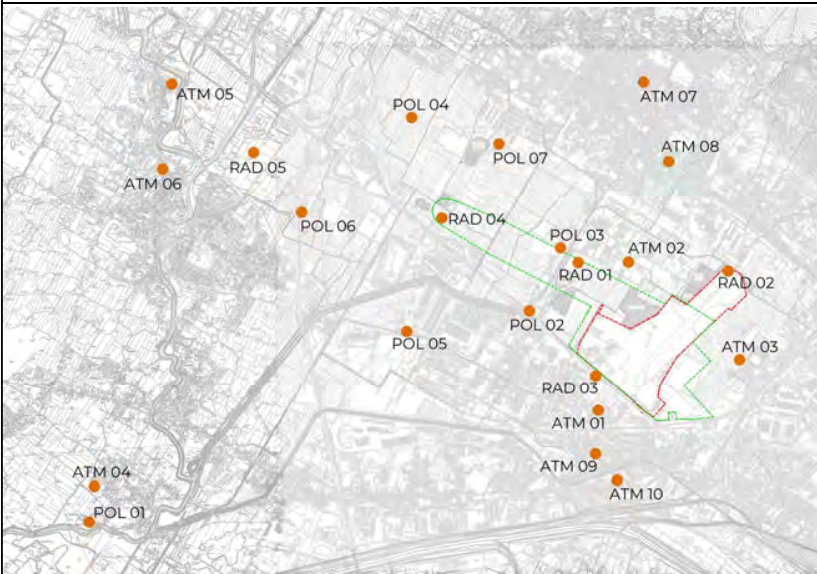 ATM 05
POL 04
ATM 07
POL 07
ATM 08
RAD 05
ATM 06
POL 06
RAD 04
POL 03
ATM 02
RAD 01
RAD 02
POL 02
POL 05
ATM 03
RAD 03
ATM 01
ATM 09
ATM 04
ATM 10
POL 01